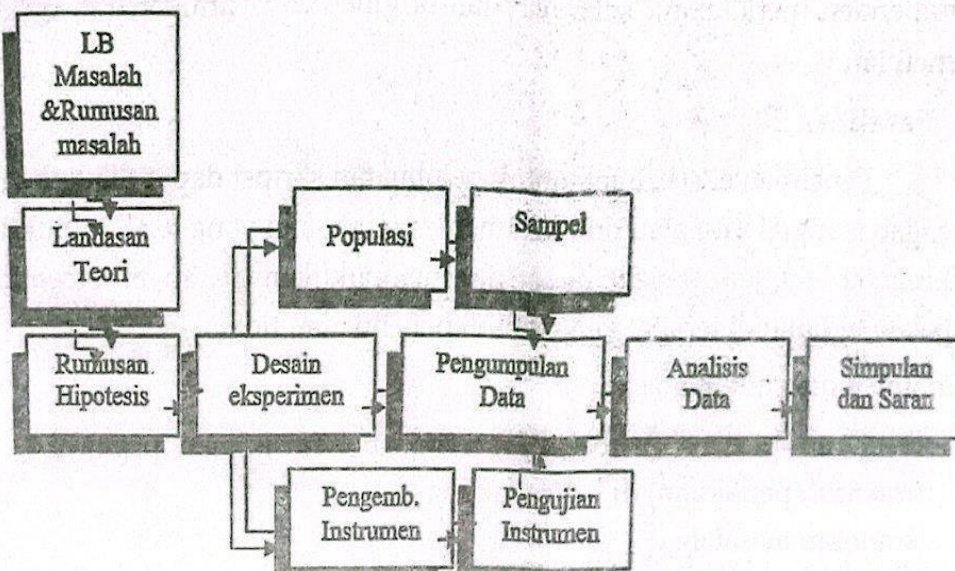 LB
Masalah
&Rumusan
masalah
Landasan
Teori
Populasi
Sampel
Rumusan.
Hipotesis
Desain
eksperimen
Pengumpulan
Data
Analisis
Data
Simpulan
dan Saran
Pengemb.
Instrumen
Pengujian
Instrumen